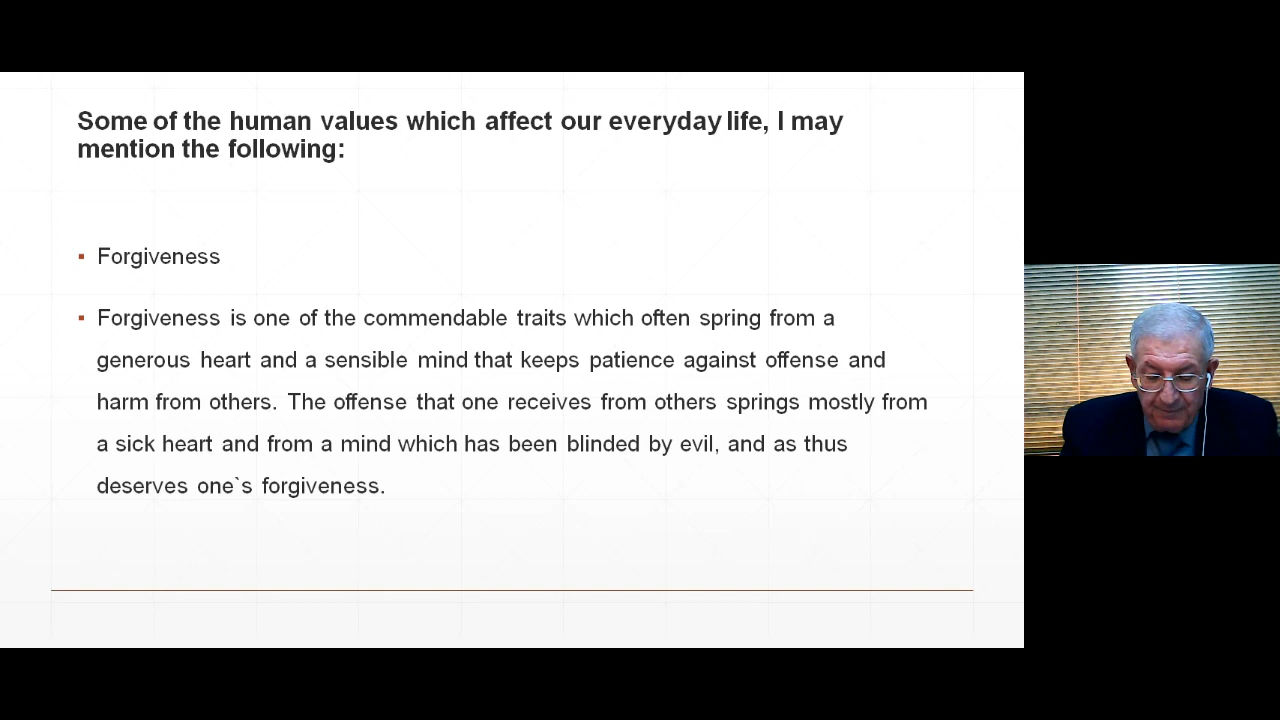 Some of the human values which affect our everyday life, I may
mention the following:
▪ Forgiveness
▪ Forgiveness is one of the commendable traits which often spring from a
generous heart and a sensible mind that keeps patience against offense and
harm from others. The offense that one receives from others springs mostly from
a sick heart and from a mind which has been blinded by evil, and as thus
deserves one`s forgiveness.